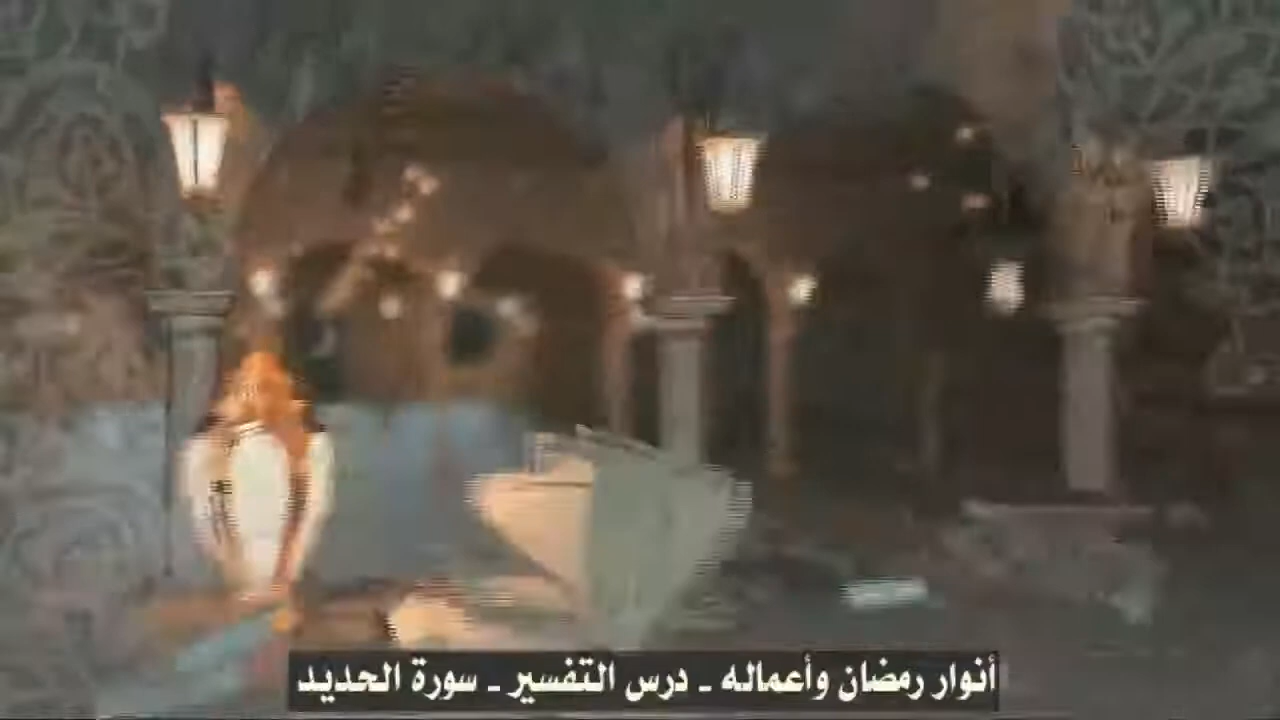 أنوار رمضان وأعماله ـ درس التفسير ـ سورة الحديد